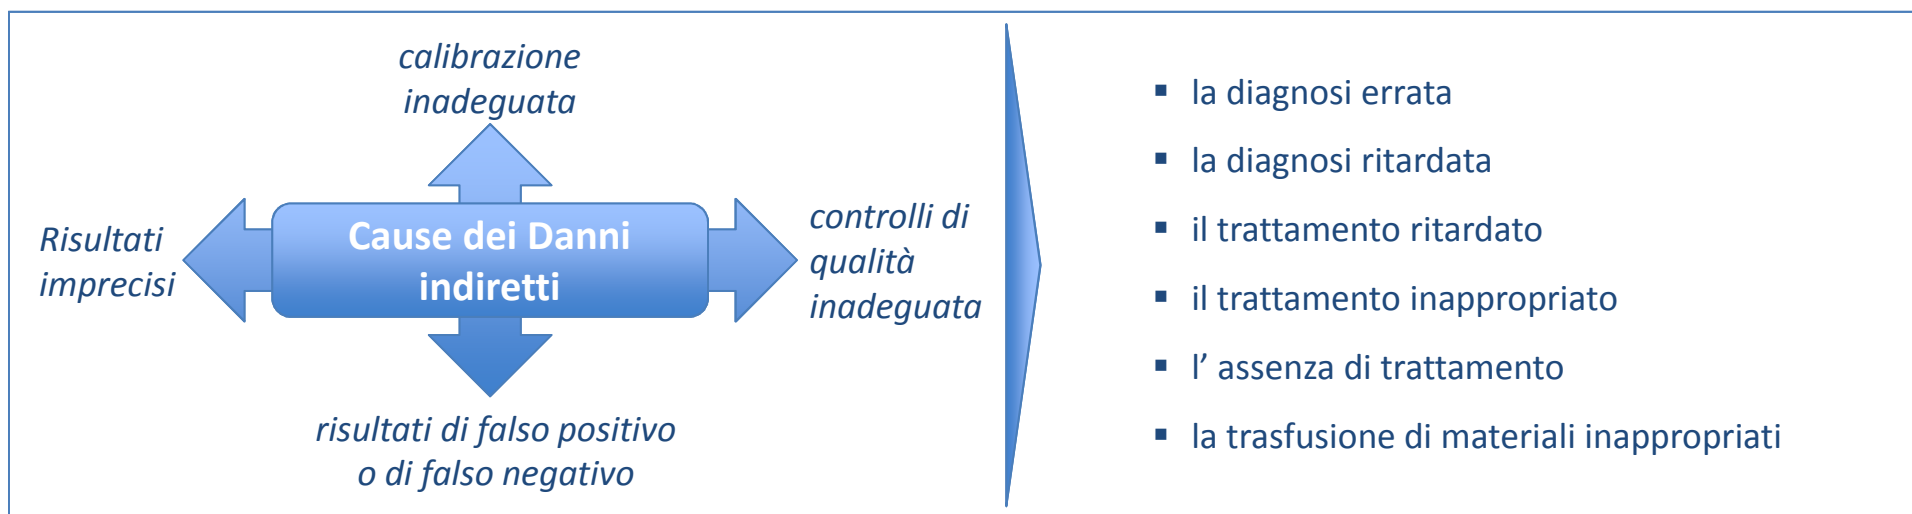 calibrazione
inadeguata
Risultati
imprecisi
Cause dei Danni
indiretti
controlli di
qualità
inadeguata
risultati di falso positivo
o di falso negativo
▪ la diagnosi errata
▪ la diagnosi ritardata
▪ il trattamento ritardato
▪ il trattamento inappropriato
▪ l’ assenza di trattamento
▪ la trasfusione di materiali inappropriati